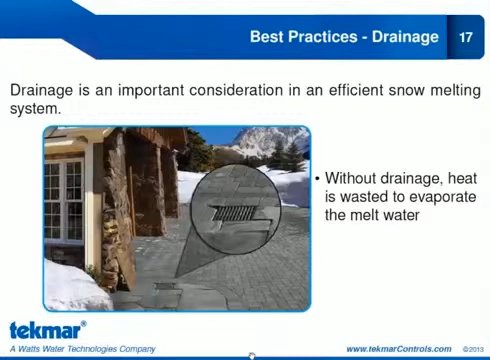 Best Practices - Drainage
17
Drainage is an important consideration in an efficient snow melting
system.
• Without drainage, heat
is wasted to evaporate
the melt water
tekmar®
A Watts Water Technologies Company
www.tekmarControls.com
©2013